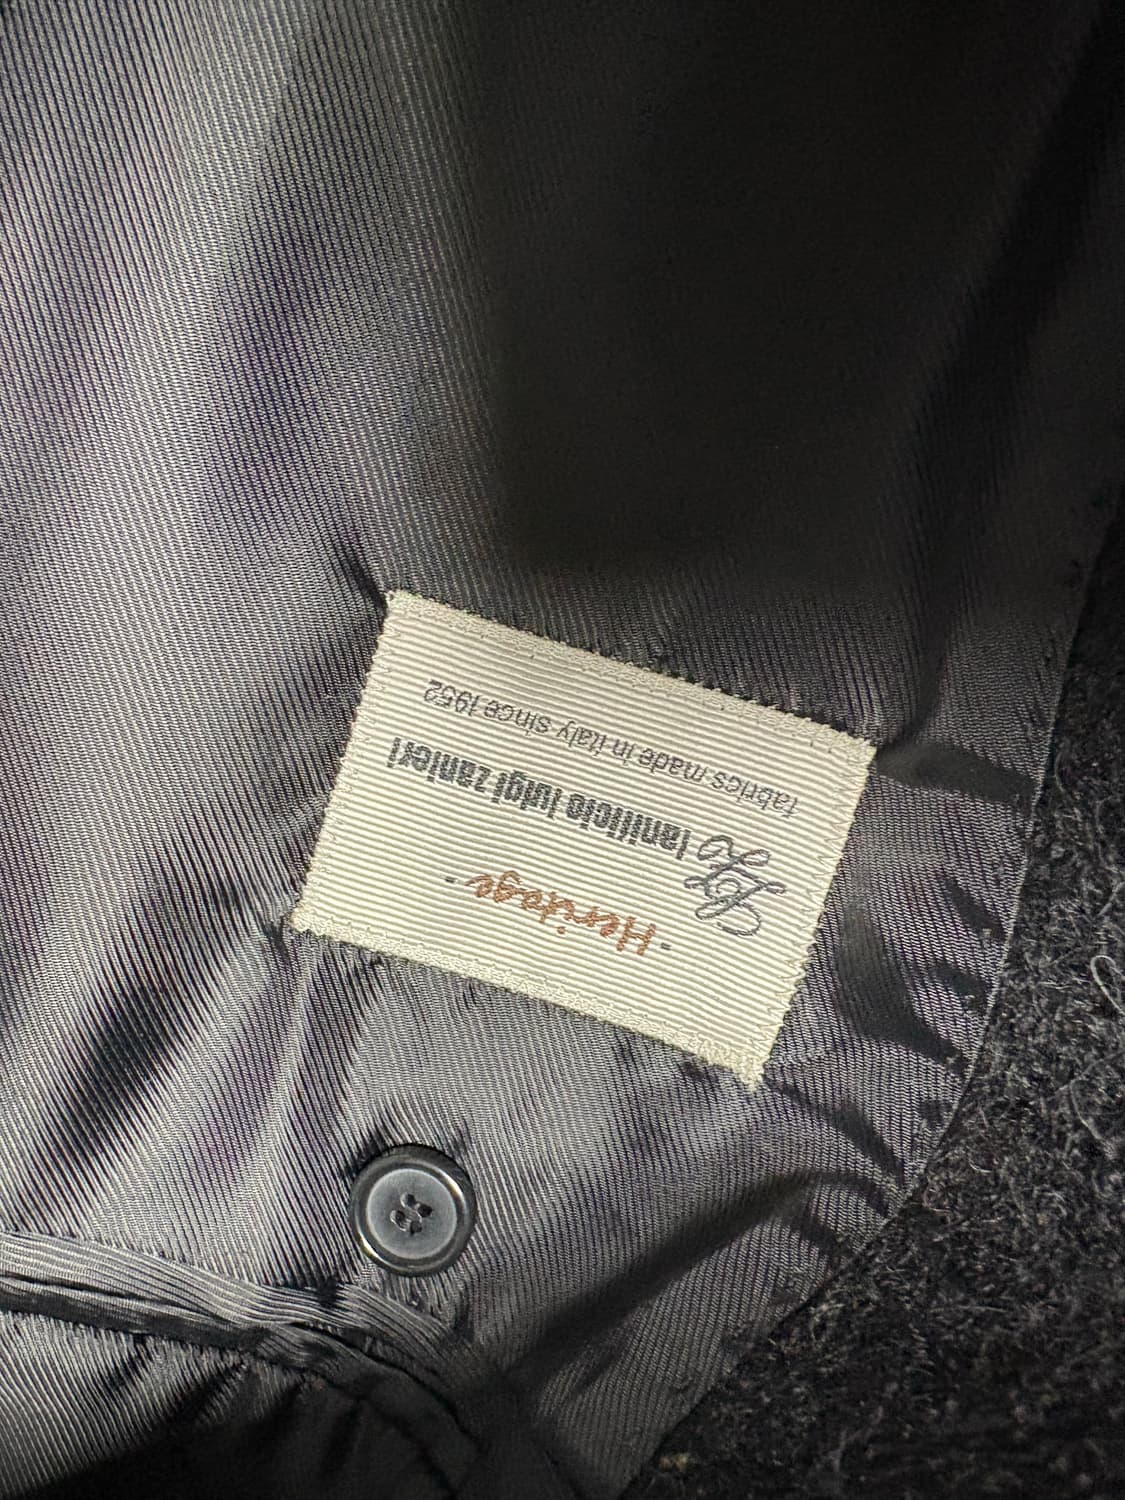 - Heritage -
LZ lanificio luigi zanieri
fabrics made in italy since 1952